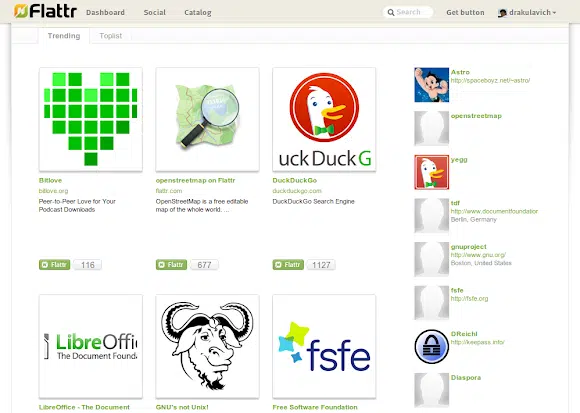 Flattr
Dashboard
Social
Catalog
Search
Get button
drakulavich
Trending
Toplist
Bitlove
bitlove.org
Peer-to-Peer Love for Your
Podcast Downloads
Flattr 116
openstreetmap on Flattr
flattr.com
OpenStreetMap is a free editable
map of the whole world. ...
Flattr 677
uckDuckG
DuckDuckGo
duckduckgo.com
DuckDuckGo Search Engine
Flattr 1127
LibreOffic
The Document Founda
LibreOffice - The Document
GNU's not Unix!
fsfe
Free Software Foundation
Astro
http://spaceboyz.net/~astro/
openstreetmap
yegg
tdf
http://www.documentfoundation
Berlin, Germany
gnuproject
http://www.gnu.org/
Boston, United States
fsfe
http://fsfe.org
DReichl
http://keepass.info/
Diaspora